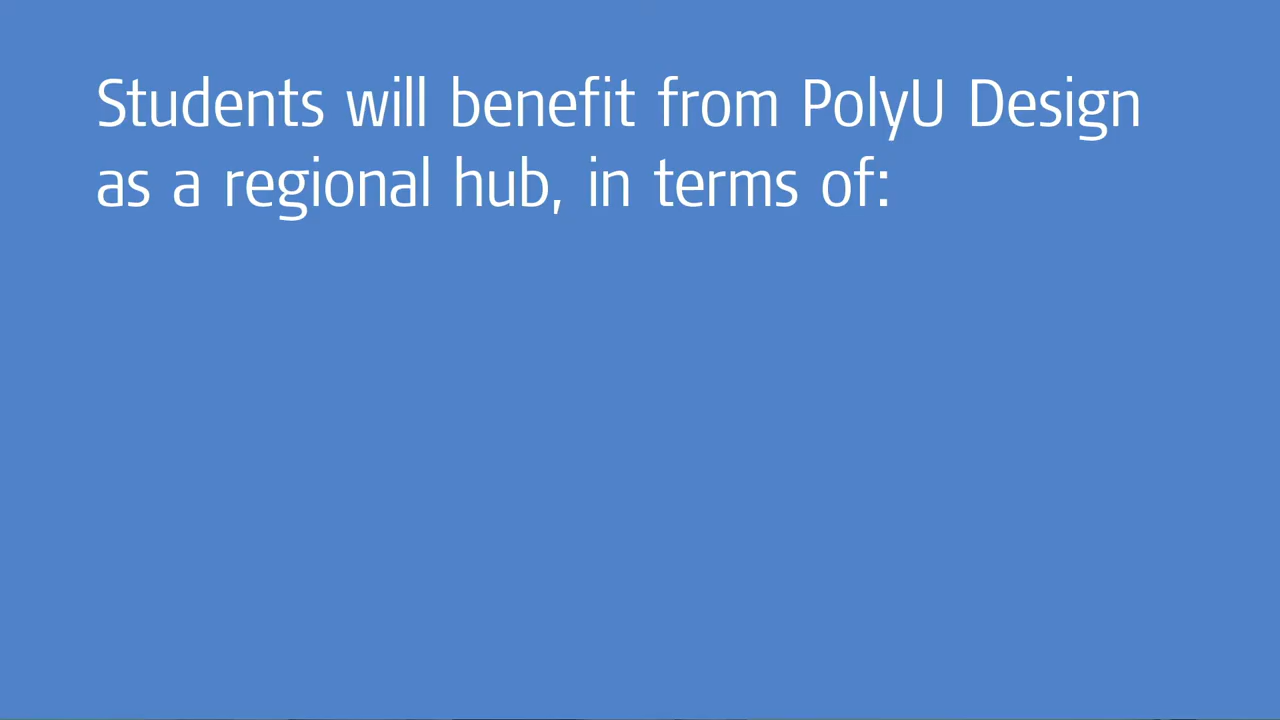 Students will benefit from PolyU Design
as a regional hub, in terms of: